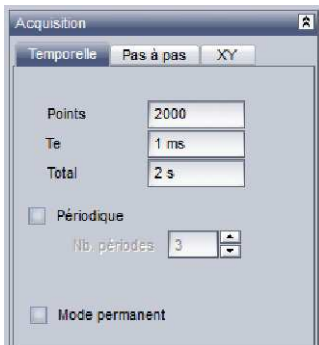 Acquisition
Temporelle Pas à pas XY
Points 2000
Te 1 ms
Total 2 s
Périodique
Nb. périodes 3
Mode permanent